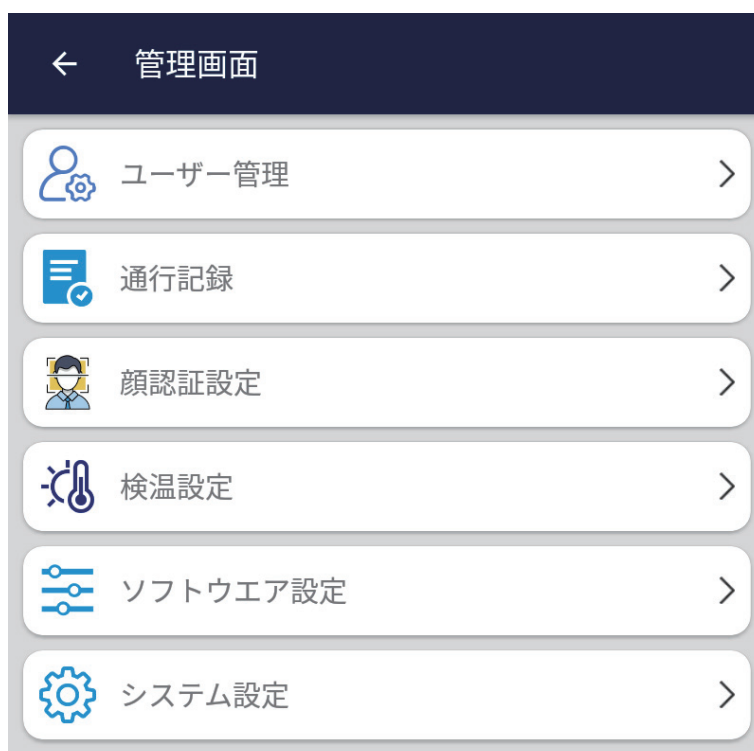 管理画面
ユーザー管理
通行記録
顔認証設定
検温設定
ソフトウエア設定
システム設定